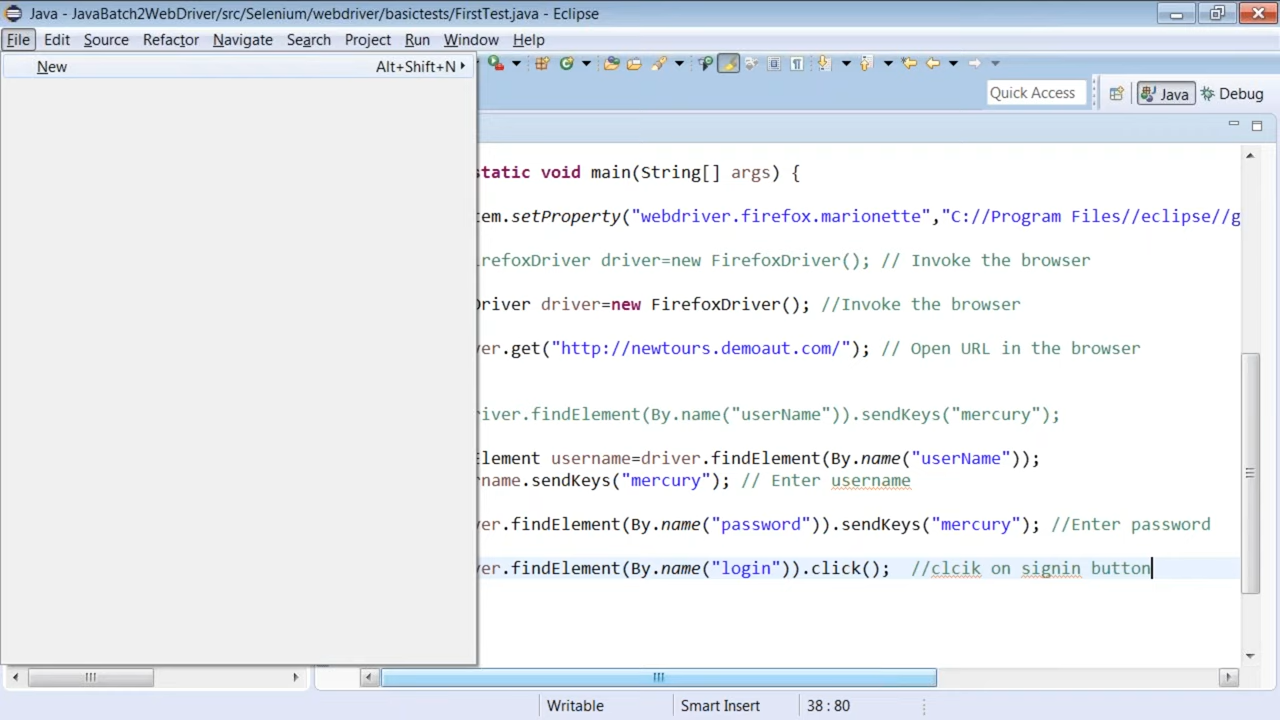 Java - JavaBatch2WebDriver/src/Selenium/webdriver/basictests/FirstTest.java - Eclipse
File Edit Source Refactor Navigate Search Project Run Window Help
New Alt+Shift+N
Quick Access Java Debug
static void main(String[] args) {
tem.setProperty("webdriver.firefox.marionette","C://Program Files//eclipse//g
irefoxDriver driver=new FirefoxDriver(); // Invoke the browser
Driver driver=new FirefoxDriver(); //Invoke the browser
ver.get("http://newtours.demoaut.com/"); // Open URL in the browser
river.findElement(By.name("userName")).sendKeys("mercury");
Element username=driver.findElement(By.name("userName"));
rname.sendKeys("mercury"); // Enter username
ver.findElement(By.name("password")).sendKeys("mercury"); //Enter password
ver.findElement(By.name("login")).click(); //clcik on signin button
Writable Smart Insert 38 : 80